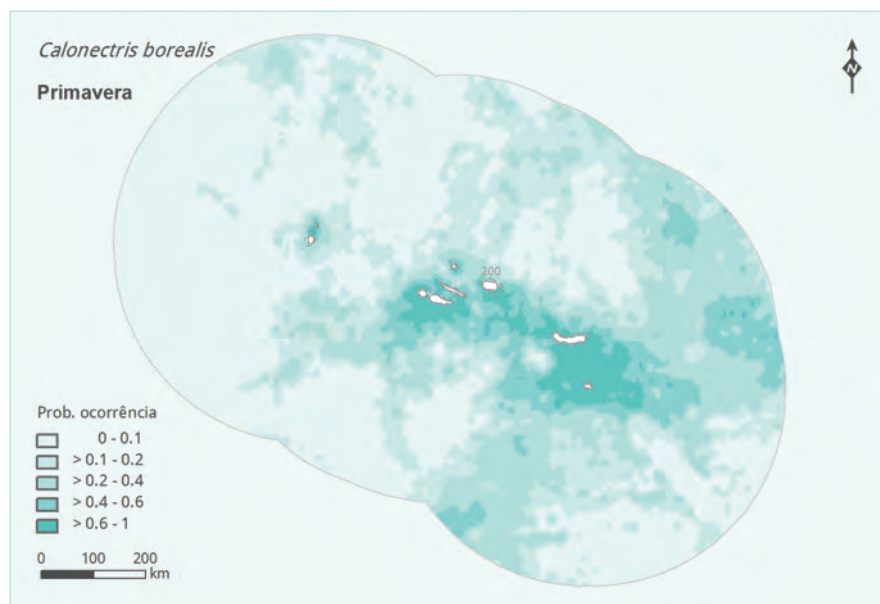 Calonectris borealis
Primavera
N
200
Prob. ocorrência
0 - 0.1
> 0.1 - 0.2
> 0.2 - 0.4
> 0.4 - 0.6
> 0.6 - 1
0 100 200
km